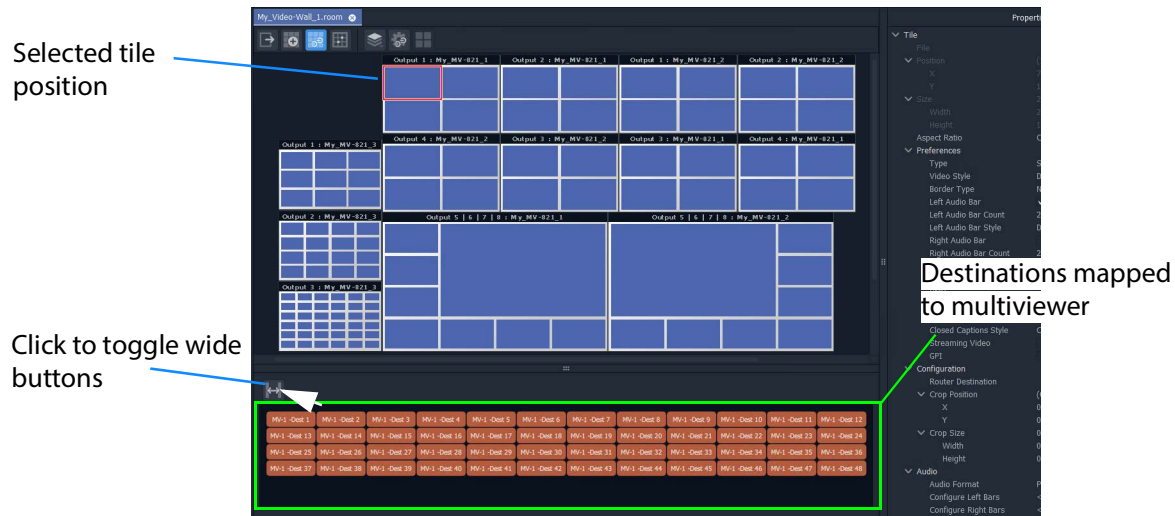 My_Video-Wall_1.room
Properti
Selected tile
position
Output 1 : My_MV-821_1
Output 2 : My_MV-821_1
Output 1 : My_MV-821_2
Output 2 : My_MV-821_2
Output 4 : My_MV-821_2
Output 3 : My_MV-821_2
Output 3 : My_MV-821_1
Output 4 : My_MV-821_1
Output 1 : My_MV-821_3
Output 2 : My_MV-821_3
Output 5 | 6 | 7 | 8 : My_MV-821_1
Output 5 | 6 | 7 | 8 : My_MV-821_2
Output 3 : My_MV-821_3
Tile
File
Position
X
Y
Size
Width
Height
Aspect Ratio
Preferences
Type
Video Style
Border Type
Left Audio Bar
Left Audio Bar Count 2
Left Audio Bar Style
Right Audio Bar
Right Audio Bar Count 2
Destinations mapped
to multiviewer
Closed Captions Style
Streaming Video
GPI
Configuration
Router Destination
Crop Position
X 0
Y 0
Crop Size
Width 0
Height 0
Audio
Audio Format
Configure Left Bars
Configure Right Bars
Click to toggle wide
buttons
MV-1 -Dest 1 MV-1 -Dest 2 MV-1 -Dest 3 MV-1 -Dest 4 MV-1 -Dest 5 MV-1 -Dest 6 MV-1 -Dest 7 MV-1 -Dest 8 MV-1 -Dest 9 MV-1 -Dest 10 MV-1 -Dest 11 MV-1 -Dest 12
MV-1 -Dest 13 MV-1 -Dest 14 MV-1 -Dest 15 MV-1 -Dest 16 MV-1 -Dest 17 MV-1 -Dest 18 MV-1 -Dest 19 MV-1 -Dest 20 MV-1 -Dest 21 MV-1 -Dest 22 MV-1 -Dest 23 MV-1 -Dest 24
MV-1 -Dest 25 MV-1 -Dest 26 MV-1 -Dest 27 MV-1 -Dest 28 MV-1 -Dest 29 MV-1 -Dest 30 MV-1 -Dest 31 MV-1 -Dest 32 MV-1 -Dest 33 MV-1 -Dest 34 MV-1 -Dest 35 MV-1 -Dest 36
MV-1 -Dest 37 MV-1 -Dest 38 MV-1 -Dest 39 MV-1 -Dest 40 MV-1 -Dest 41 MV-1 -Dest 42 MV-1 -Dest 43 MV-1 -Dest 44 MV-1 -Dest 45 MV-1 -Dest 46 MV-1 -Dest 47 MV-1 -Dest 48